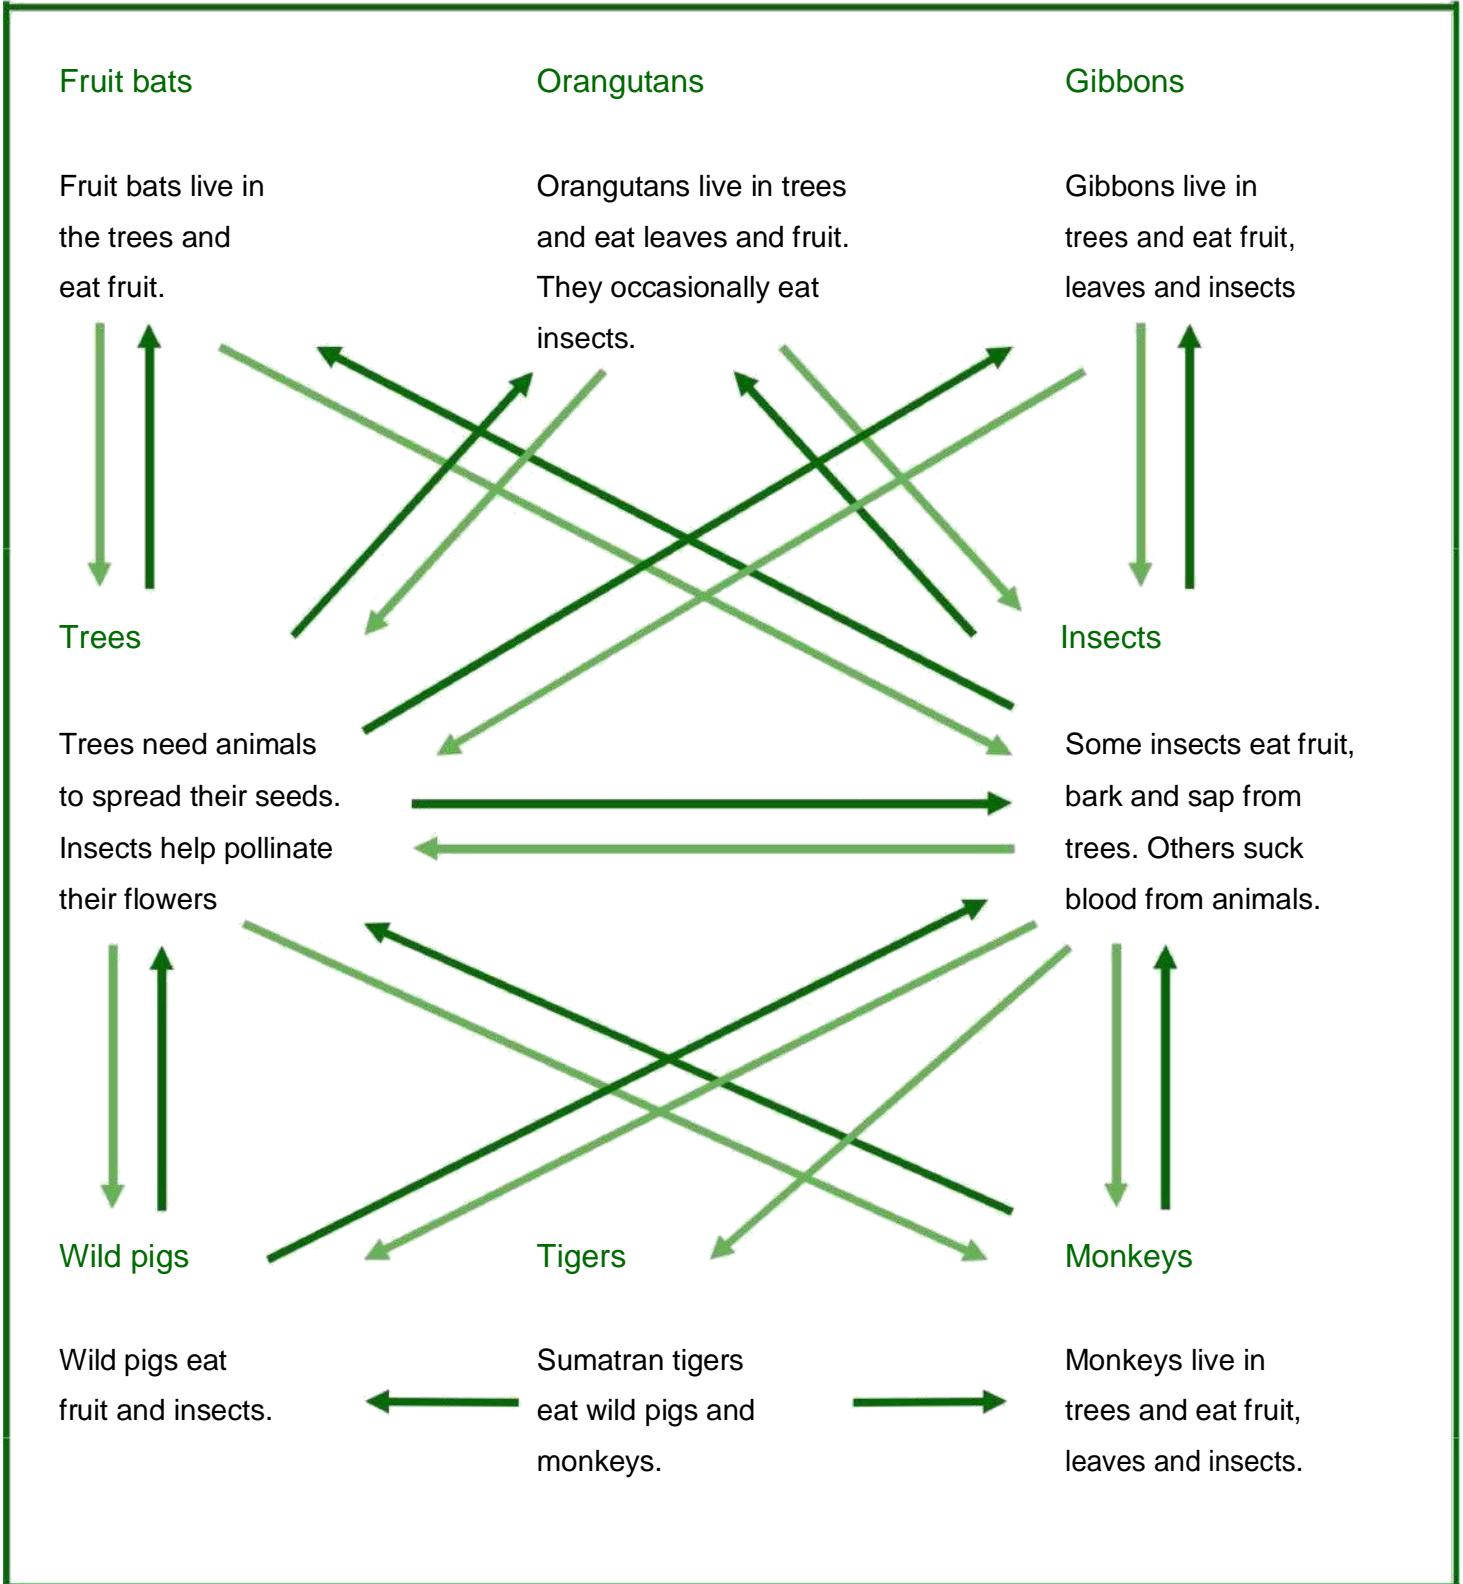 Fruit bats
Fruit bats live in
the trees and
eat fruit.
Orangutans
Orangutans live in trees
and eat leaves and fruit.
They occasionally eat
insects.
Gibbons
Gibbons live in
trees and eat fruit,
leaves and insects
Trees
Trees need animals
to spread their seeds.
Insects help pollinate
their flowers
Insects
Some insects eat fruit,
bark and sap from
trees. Others suck
blood from animals.
Wild pigs
Wild pigs eat
fruit and insects.
Tigers
Sumatran tigers
eat wild pigs and
monkeys.
Monkeys
Monkeys live in
trees and eat fruit,
leaves and insects.